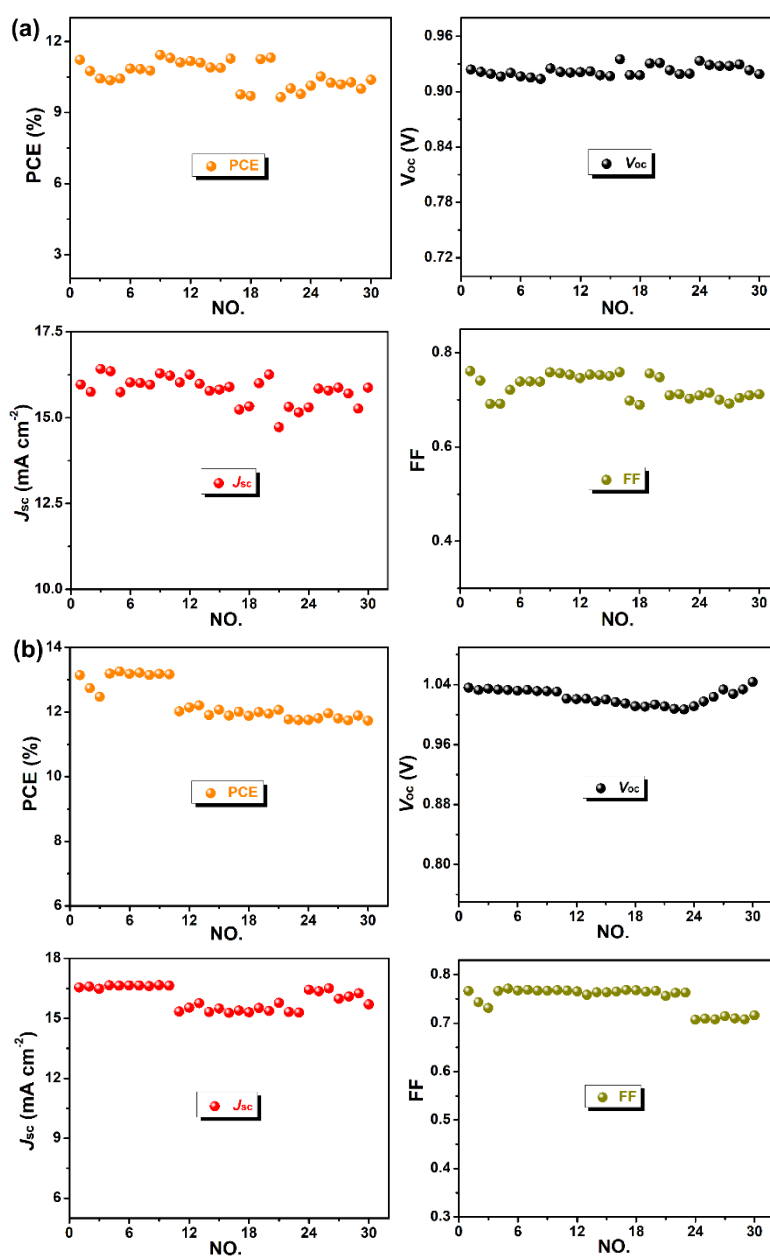 (a)
12
9
6
3
PCE (%)
PCE
0 6 12 18 24 30
NO.
0.96
0.90
0.84
0.78
0.72
Voc (V)
Voc
0 6 12 18 24 30
NO.
17.5
15.0
12.5
10.0
Jsc (mA cm-2)
Jsc
0 6 12 18 24 30
NO.
0.8
0.6
0.4
FF
FF
0 6 12 18 24 30
NO.
(b)
14
12
10
8
6
PCE (%)
PCE
0 6 12 18 24 30
NO.
1.04
0.96
0.88
0.80
Voc (V)
Voc
0 6 12 18 24 30
NO.
18
15
12
9
6
Jsc (mA cm-2)
Jsc
0 6 12 18 24 30
NO.
0.8
0.7
0.6
0.5
0.4
0.3
FF
FF
0 6 12 18 24 30
NO.